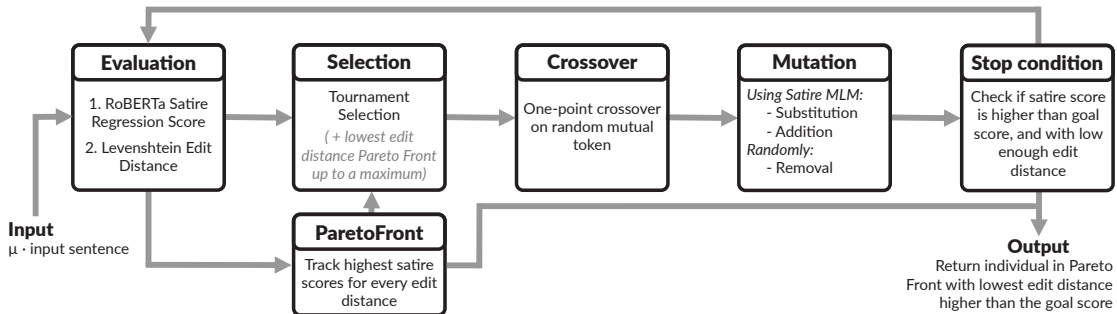 Evaluation
1. RoBERTa Satire
Regression Score
2. Levenshtein Edit
Distance
Selection
Tournament
Selection
( + lowest edit
distance Pareto Front
up to a maximum)
Crossover
One-point crossover
on random mutual
token
Mutation
Using Satire MLM:
- Substitution
- Addition
Randomly:
- Removal
Stop condition
Check if satire score
is higher than goal
score, and with low
enough edit
distance
Input
μ · input sentence
ParetoFront
Track highest satire
scores for every edit
distance
Output
Return individual in Pareto
Front with lowest edit distance
higher than the goal score